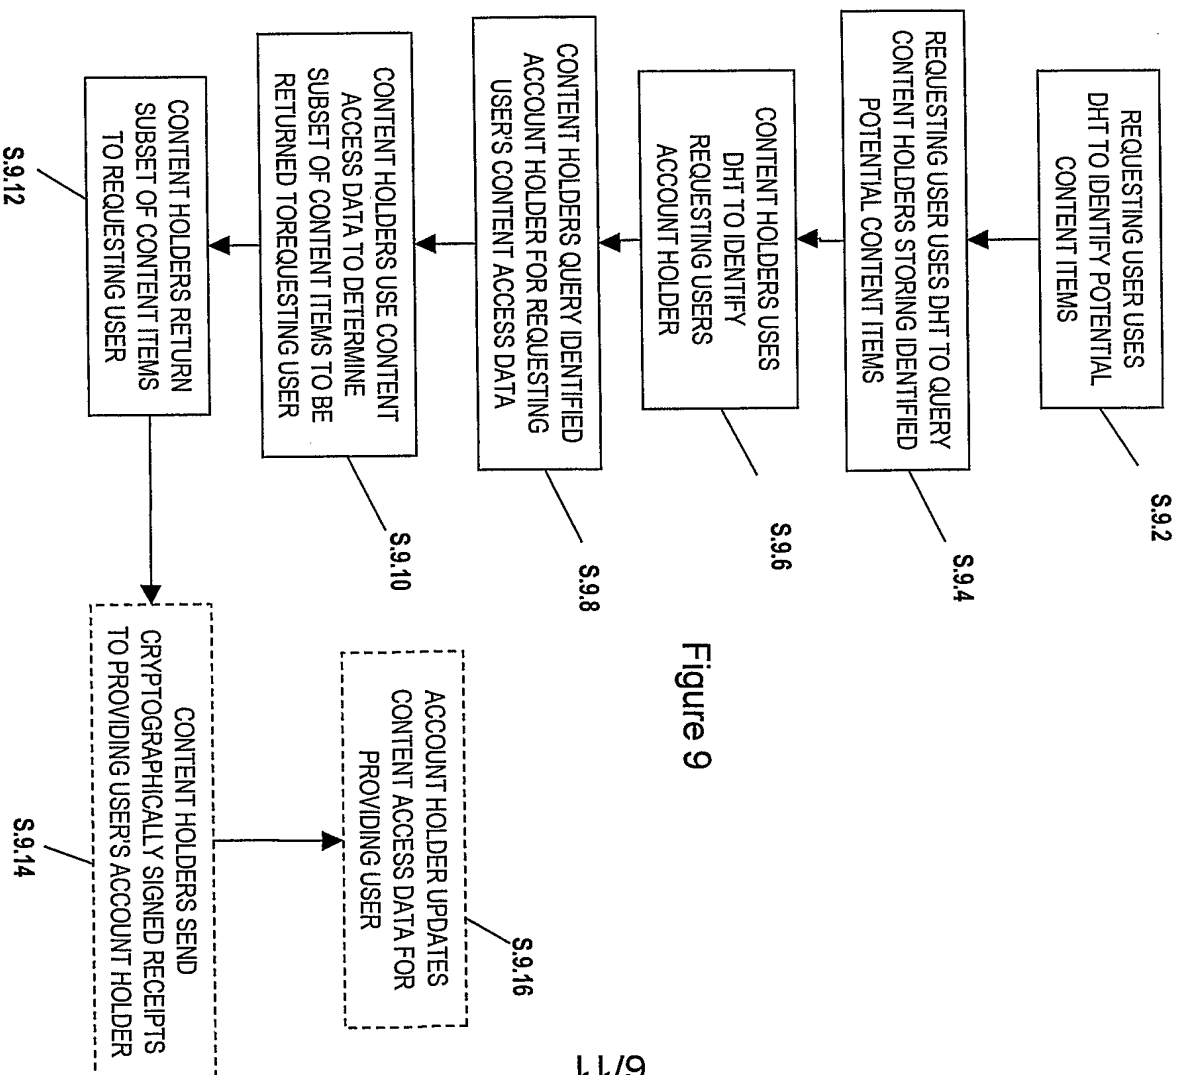 REQUESTING USER USES
DHT TO IDENTIFY POTENTIAL
CONTENT ITEMS
S.9.2
REQUESTING USER USES DHT TO QUERY
CONTENT HOLDERS STORING IDENTIFIED
POTENTIAL CONTENT ITEMS
S.9.4
CONTENT HOLDERS USES
DHT TO IDENTIFY
REQUESTING USERS
ACCOUNT HOLDER
S.9.6
CONTENT HOLDERS QUERY IDENTIFIED
ACCOUNT HOLDER FOR REQUESTING
USER'S CONTENT ACCESS DATA
S.9.8
CONTENT HOLDERS USE CONTENT
ACCESS DATA TO DETERMINE
SUBSET OF CONTENT ITEMS TO BE
RETURNED TOREQUESTING USER
S.9.10
CONTENT HOLDERS RETURN
SUBSET OF CONTENT ITEMS
TO REQUESTING USER
S.9.12
CONTENT HOLDERS SEND
CRYPTOGRAPHICALLY SIGNED RECEIPTS
TO PROVIDING USER'S ACCOUNT HOLDER
S.9.14
ACCOUNT HOLDER UPDATES
CONTENT ACCESS DATA FOR
PROVIDING USER
S.9.16
Figure 9
6/11